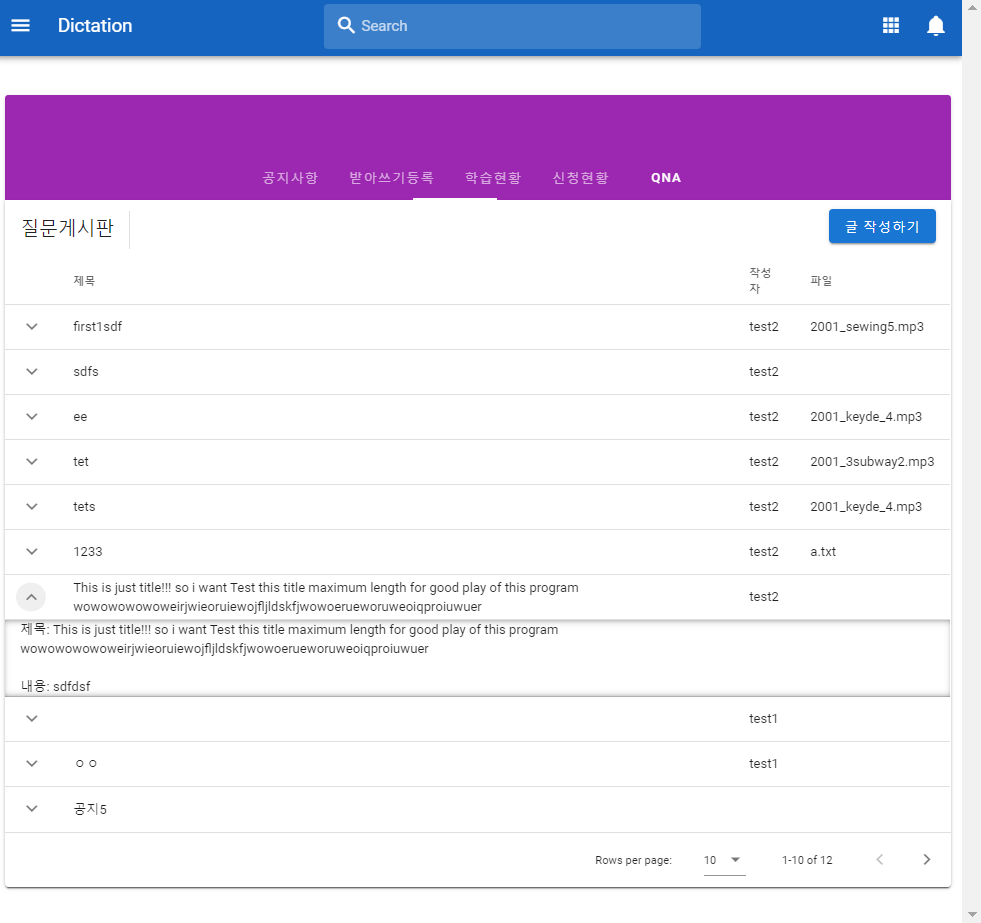 Dictation
Search
공지사항 받아쓰기등록 학습현황 신청현황 QNA
질문게시판
글 작성하기
제목 작성자 파일
first1sdf test2 2001_sewing5.mp3
sdfs test2
ee test2 2001_keyde_4.mp3
tet test2 2001_3subway2.mp3
tets test2 2001_keyde_4.mp3
1233 test2 a.txt
This is just title!!! so i want Test this title maximum length for good play of this program
wowowowowoweirjwieoruiewojfljldskfjwowoerueworuweoiqproiuwuer test2
제목: This is just title!!! so i want Test this title maximum length for good play of this program
wowowowowoweirjwieoruiewojfljldskfjwowoerueworuweoiqproiuwuer
내용: sdfdsf
test1
ㅇㅇ test1
공지5
Rows per page: 10 1-10 of 12